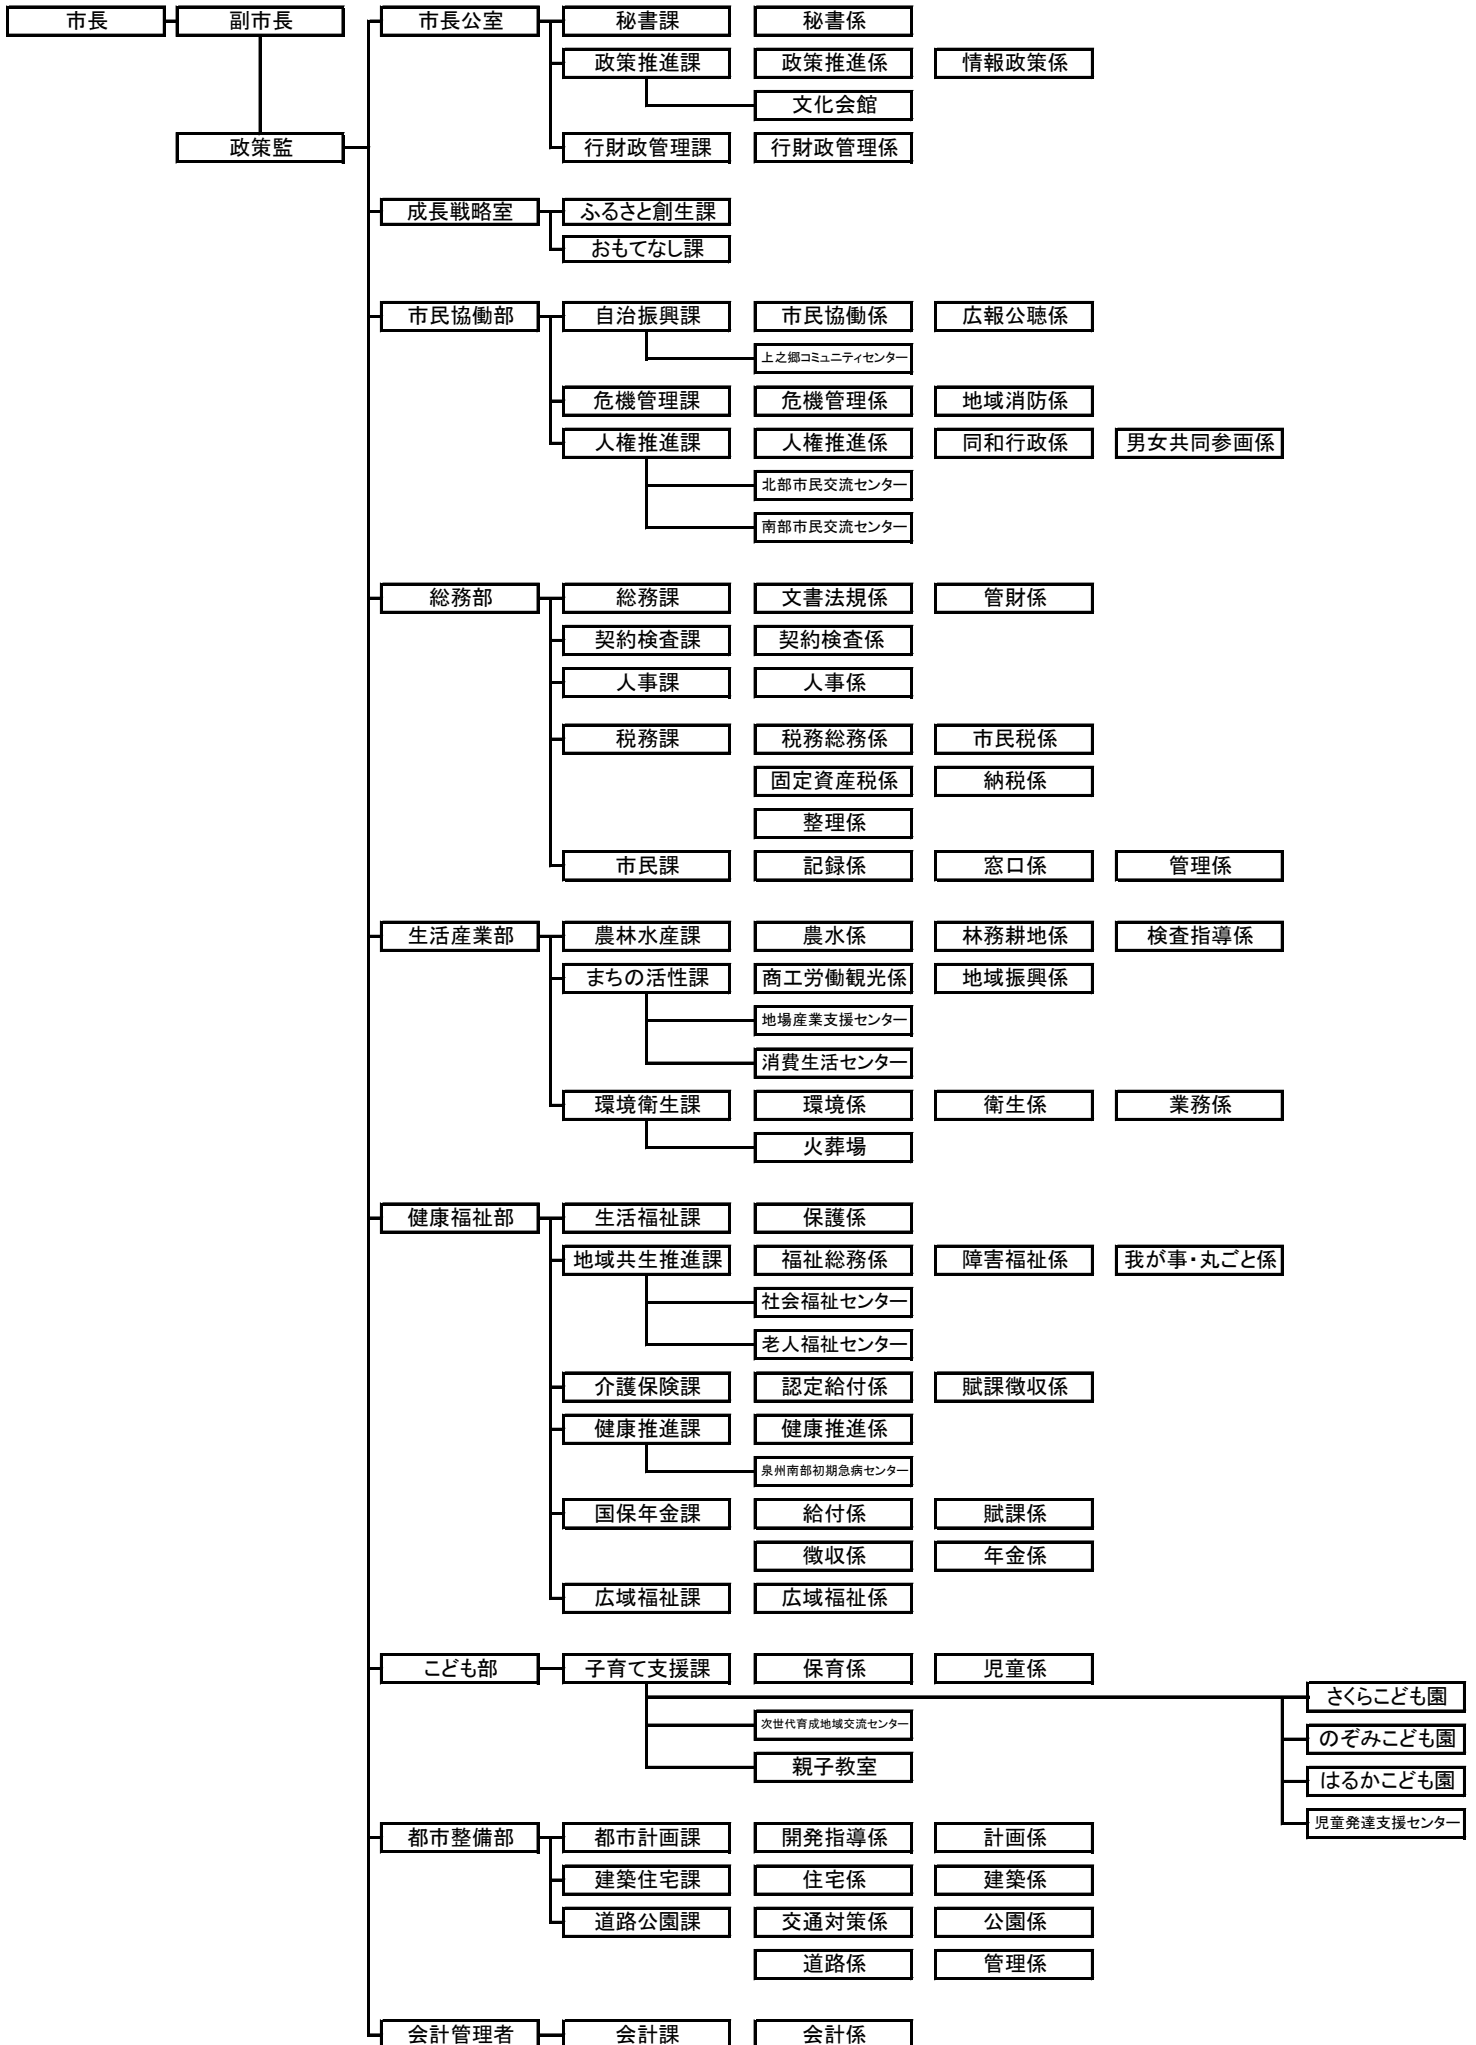 市長 副市長 市長公室 秘書課 秘書係
政策推進課 政策推進係 情報政策係
文化会館
政策監 行財政管理課 行財政管理係
成長戦略室 ふるさと創生課
おもてなし課
市民協働部 自治振興課 市民協働係 広報公聴係
上之郷コミュニティセンター
危機管理課 危機管理係 地域消防係
人権推進課 人権推進係 同和行政係 男女共同参画係
北部市民交流センター
南部市民交流センター
総務部 総務課 文書法規係 管財係
契約検査課 契約検査係
人事課 人事係
税務課 税務総務係 市民税係
固定資産税係 納税係
整理係
市民課 記録係 窓口係 管理係
生活産業部 農林水産課 農水係 林務耕地係 検査指導係
まちの活性課 商工労働観光係 地域振興係
地場産業支援センター
消費生活センター
環境衛生課 環境係 衛生係 業務係
火葬場
健康福祉部 生活福祉課 保護係
地域共生推進課 福祉総務係 障害福祉係 我が事・丸ごと係
社会福祉センター
老人福祉センター
介護保険課 認定給付係 賦課徴収係
健康推進課 健康推進係
泉州南部初期急病センター
国保年金課 給付係 賦課係
徴収係 年金係
広域福祉課 広域福祉係
こども部 子育て支援課 保育係 児童係
さくらこども園
次世代育成地域交流センター
のぞみこども園
親子教室
はるかこども園
児童発達支援センター
都市整備部 都市計画課 開発指導係 計画係
建築住宅課 住宅係 建築係
道路公園課 交通対策係 公園係
道路係 管理係
会計管理者 会計課 会計係